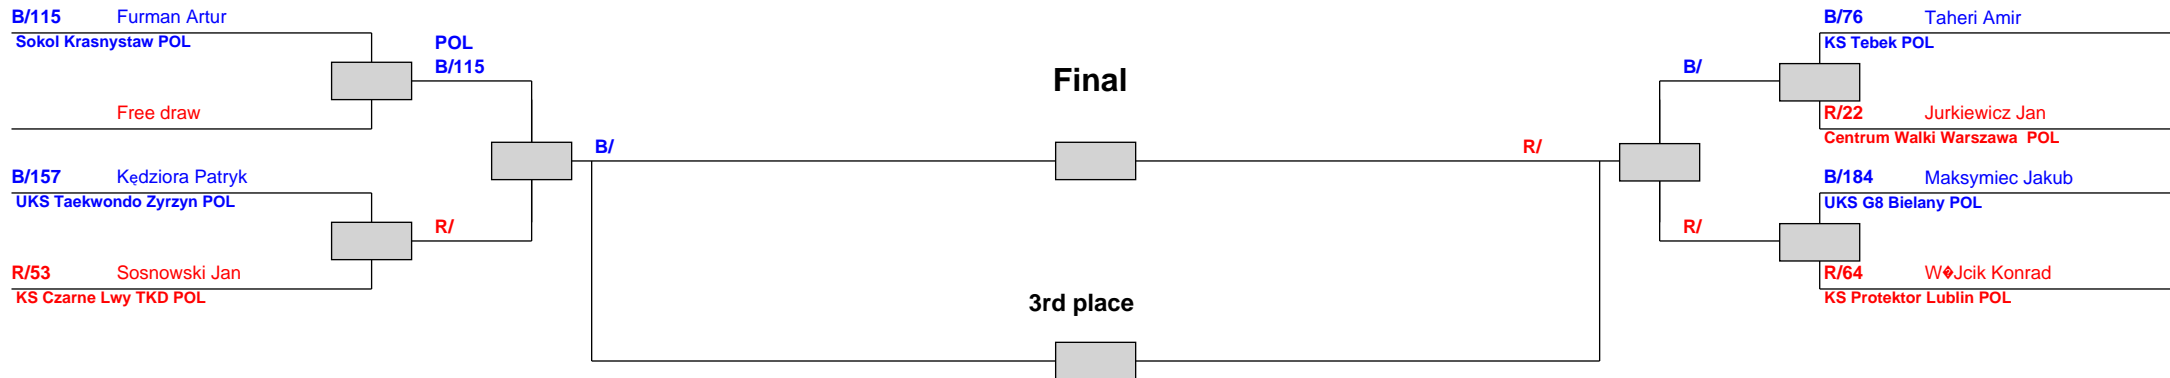 B/115 Furman Artur
Sokol Krasnystaw POL
Free draw
POL
B/115
B/157 Kędziora Patryk
UKS Taekwondo Zyrzyn POL
R/53 Sosnowski Jan
KS Czarne Lwy TKD POL
R/
B/
Final
3rd place
R/
B/
R/
B/76 Taheri Amir
KS Tebek POL
R/22 Jurkiewicz Jan
Centrum Walki Warszawa POL
B/184 Maksymiec Jakub
UKS G8 Bielany POL
R/64 W�Jcik Konrad
KS Protektor Lublin POL